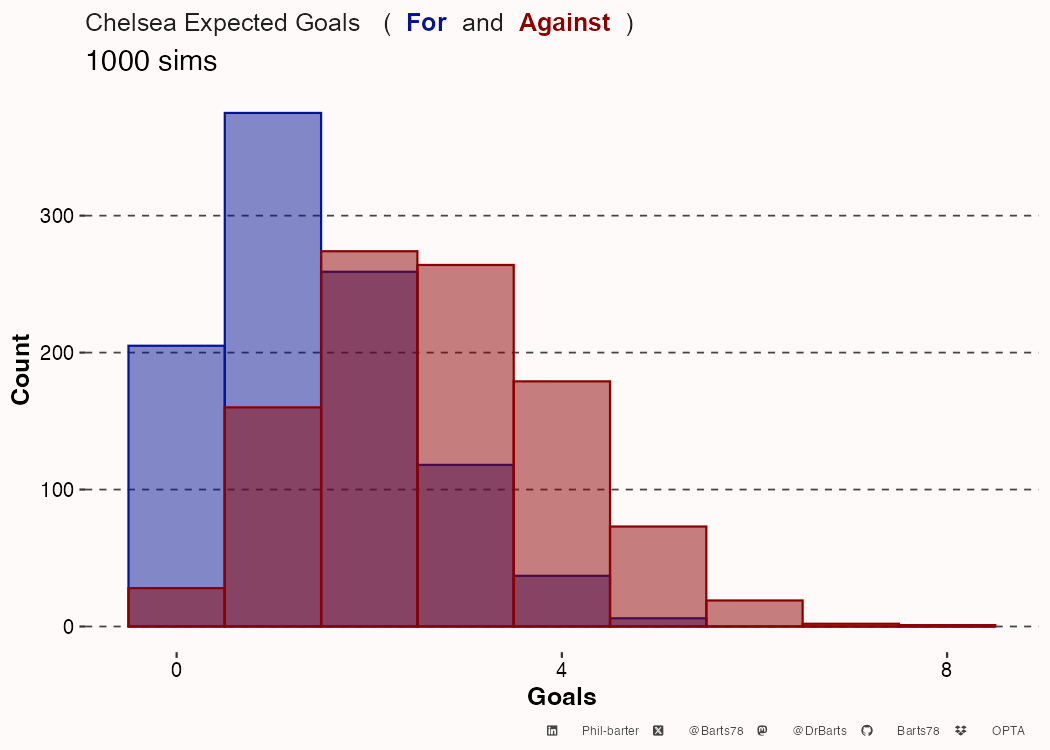 Chelsea Expected Goals ( For and Against )
1000 sims
Count
300
200
100
0
0 4 8
Goals
Phil-barter @Barts78 @DrBarts Barts78 OPTA